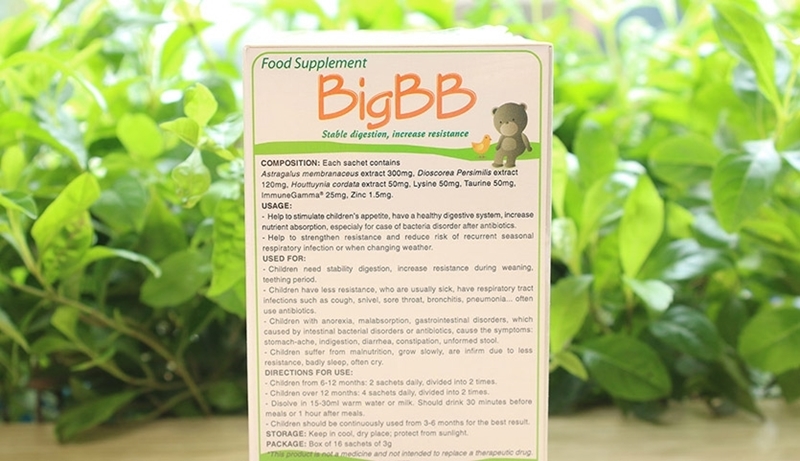 Food Supplement
BigBB
Stable digestion, increase resistance
COMPOSITION: Each sachet contains
Astragalus membranaceus extract 300mg, Dioscorea Persimilis extract
120mg, Houttuynia cordata extract 50mg, Lysine 50mg, Taurine 50mg,
ImmuneGamma® 25mg, Zinc 1.5mg.
USAGE:
- Help to stimulate children's appetite, have a healthy digestive system, increase
nutrient absorption, especialy for case of bacteria disorder after antibiotics.
- Help to strengthen resistance and reduce risk of recurrent seasonal
respiratory infection or when changing weather.
USED FOR:
- Children need stability digestion, increase resistance during weaning,
teething period.
- Children have less resistance, who are usually sick, have respiratory tract
infections such as cough, snivel, sore throat, bronchitis, pneumonia... often
use antibiotics.
- Children with anorexia, malabsorption, gastrointestinal disorders, which
caused by intestinal bacterial disorders or antibiotics, cause the symptoms:
stomach-ache, indigestion, diarrhea, constipation, unformed stool.
- Children suffer from malnutrition, grow slowly, are infirm due to less
resistance, badly sleep, often cry.
DIRECTIONS FOR USE:
- Children from 6-12 months: 2 sachets daily, divided into 2 times.
- Children over 12 months: 4 sachets daily, divided into 2 times.
- Disolve in 15-30ml warm water or milk. Should drink 30 minutes before
meals or 1 hour after meals.
- Children should be continuously used from 3-6 months for the best result.
STORAGE: Keep in cool, dry place; protect from sunlight.
PACKAGE: Box of 16 sachets of 3g
*This product is not a medicine and not intended to replace a therapeutic drug.